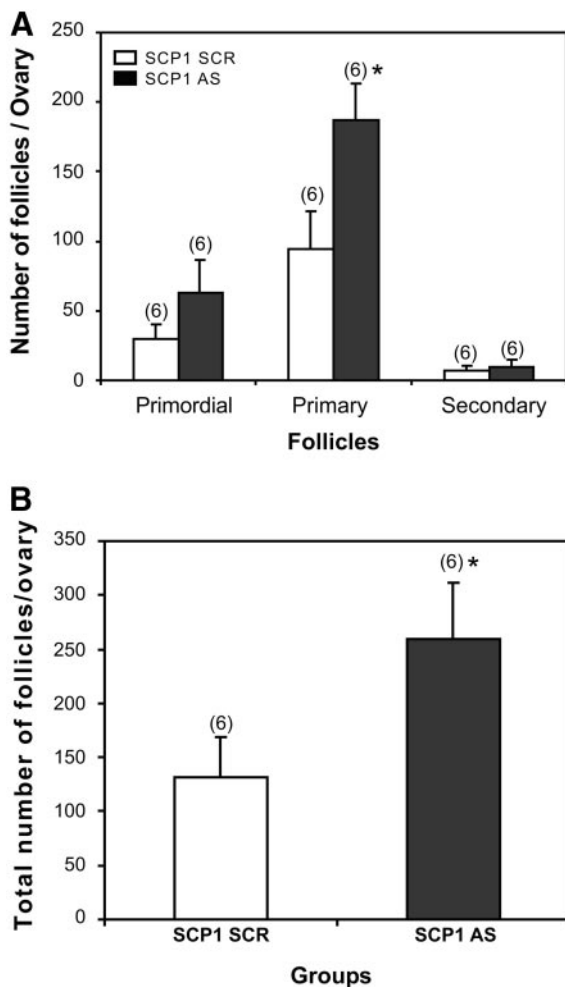 A
Number of follicles / Ovary
250
200
150
100
50
0
SCP1 SCR
SCP1 AS
(6)
(6)
(6)
(6) *
(6)
(6)
Primordial
Primary
Secondary
Follicles
B
Total number of follicles/ovary
350
300
250
200
150
100
50
0
(6)
(6) *
SCP1 SCR
SCP1 AS
Groups